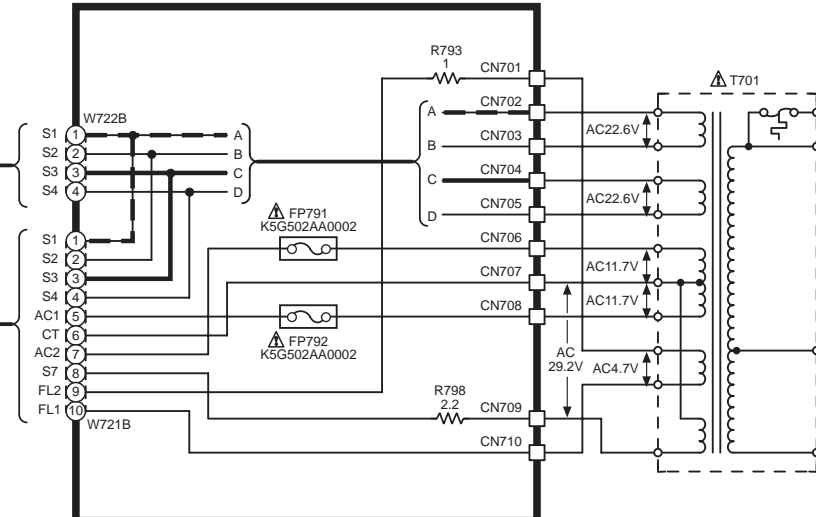 R793
1
CN701
T701
W722B
CN702
S1 1 A
A
AC22.6V
S2 2 B
B
CN703
S3 3 C
C
CN704
S4 4 D
D
CN705
AC22.6V
FP791
K5G502AA0002
CN706
S1 1
S2 2
CN707
AC11.7V
S3 3
S4 4
CN708
AC11.7V
AC1 5
CT 6
FP792
K5G502AA0002
AC2 7
AC
29.2V
AC4.7V
S7 8
FL2 9
R798
2.2
CN709
FL1 10
W721B
CN710